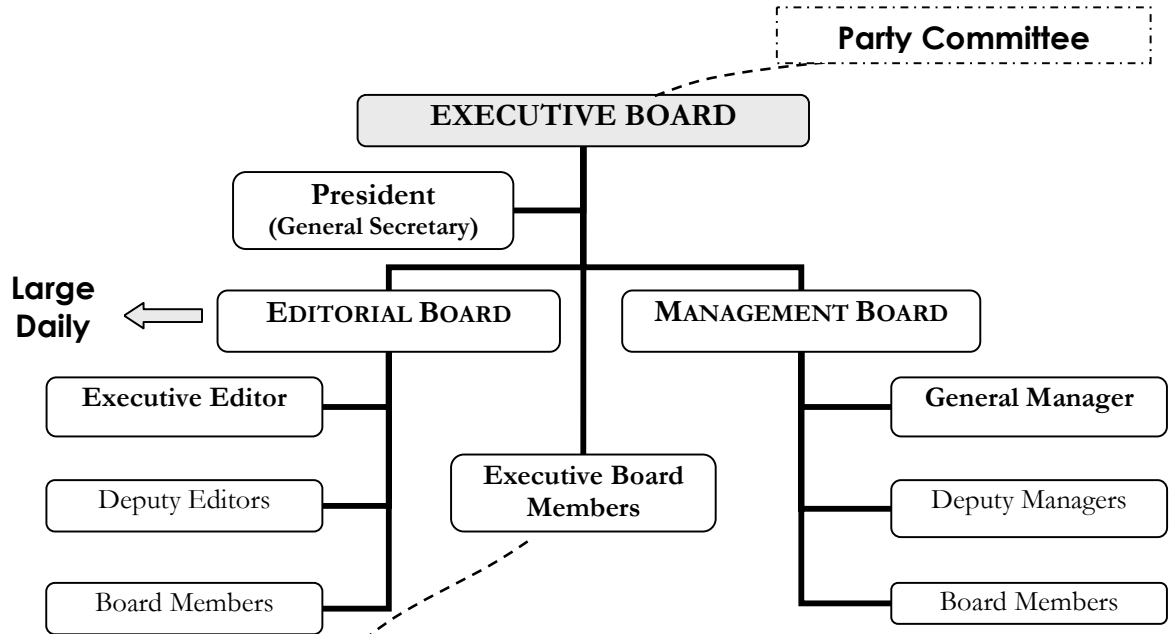 Party Committee
EXECUTIVE BOARD
President
(General Secretary)
Large
Daily
EDITORIAL BOARD
MANAGEMENT BOARD
Executive Editor
General Manager
Executive Board
Members
Deputy Editors
Deputy Managers
Board Members
Board Members